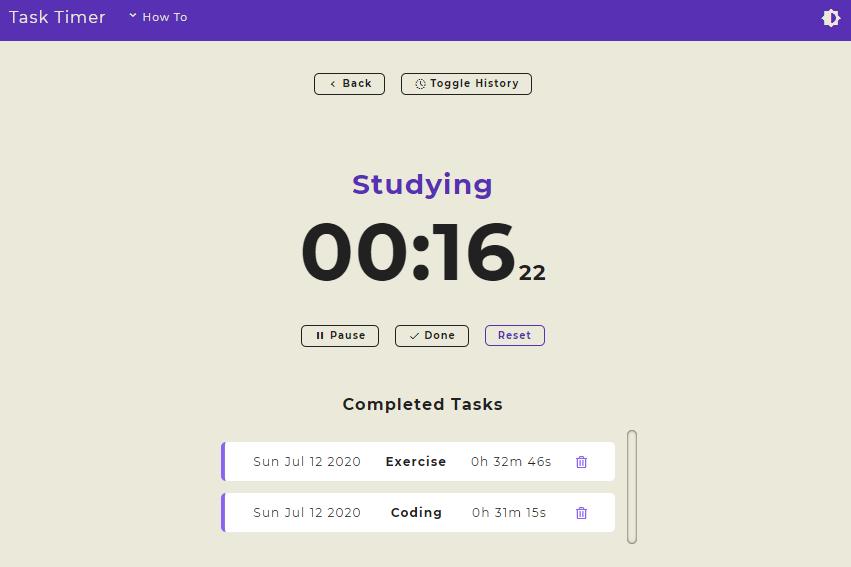 Task Timer How To
Back Toggle History
Studying
00:16 22
Pause Done Reset
Completed Tasks
Sun Jul 12 2020 Exercise 0h 32m 46s
Sun Jul 12 2020 Coding 0h 31m 15s